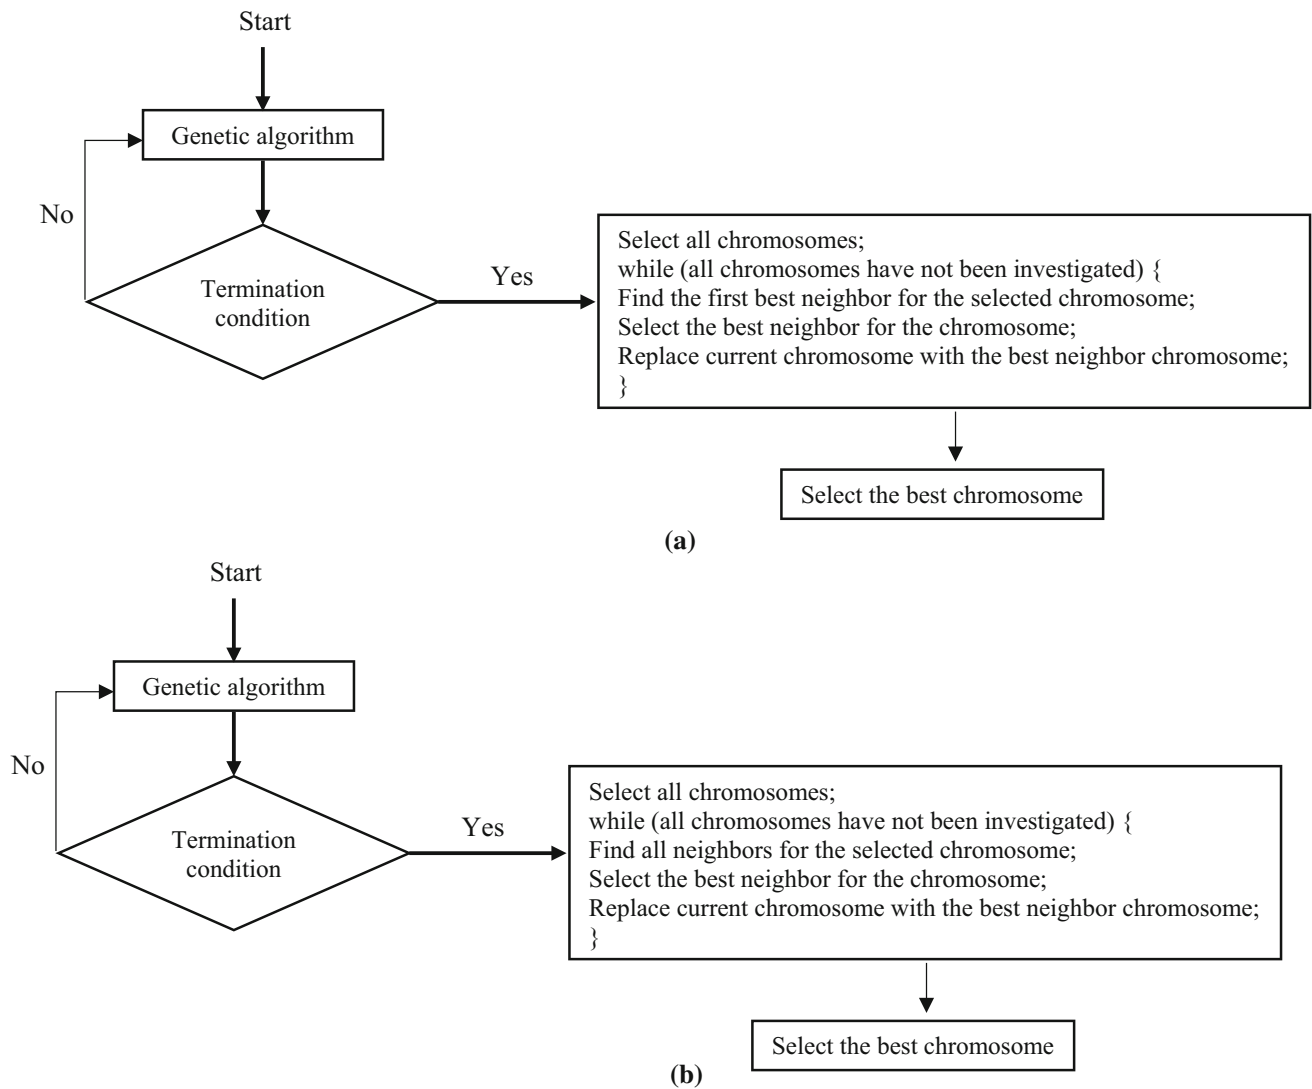 Start
Genetic algorithm
No
Termination
condition
Yes
Select all chromosomes;
while (all chromosomes have not been investigated) {
Find the first best neighbor for the selected chromosome;
Select the best neighbor for the chromosome;
Replace current chromosome with the best neighbor chromosome;
}
Select the best chromosome
(a)
Start
Genetic algorithm
No
Termination
condition
Yes
Select all chromosomes;
while (all chromosomes have not been investigated) {
Find all neighbors for the selected chromosome;
Select the best neighbor for the chromosome;
Replace current chromosome with the best neighbor chromosome;
}
Select the best chromosome
(b)